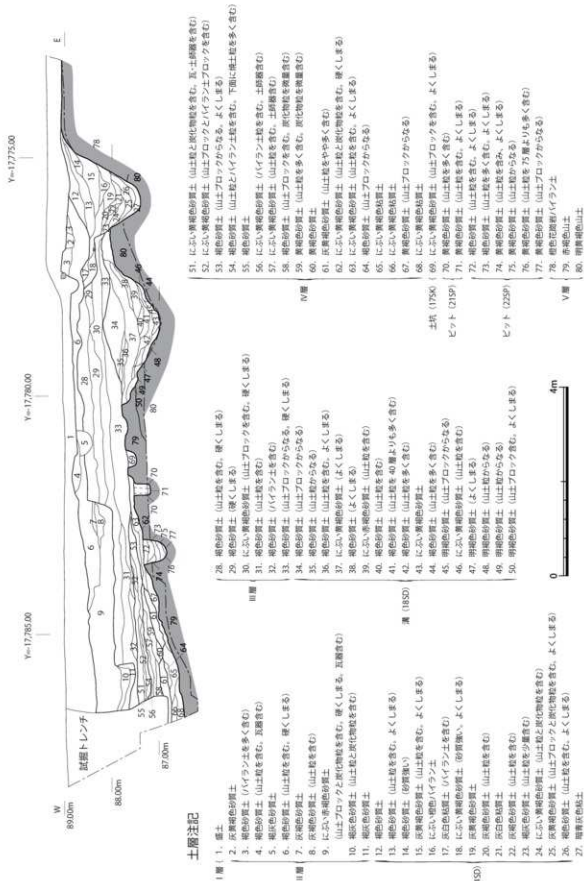 W
E
Y=-17,785.00
Y=-17,780.00
Y=-17,775.00
89.00m
88.00m
87.00m
試掘トレンチ
0
4m
土層注記
Ⅰ層
1. 盛土
2. 灰黄褐色砂質土
3. 褐色砂質土（バイラン土を多く含む）
4. 褐色砂質土（山土粒を含む、瓦器含む）
5. 褐灰色砂質土
6. 褐色砂質土（山土粒を含む、硬くしまる）
Ⅱ層
7. 灰褐色砂質土
8. 灰褐色砂質土（山土粒を含む）
9. にぶい赤褐色砂質土
（山土ブロックと炭化物粒を含む、硬くしまる、瓦器含む）
10. 褐灰色砂質土（山土粒と炭化物粒を含む）
11. 褐灰色砂質土
12. 褐色砂質土
13. 褐色砂質土（山土粒を含む、よくしまる）
14. 褐色砂質土（砂質強い）
15. 灰黄褐色砂質土（山土粒を含む、よくしまる）
16. にぶい橙色バイラン土
17. 灰白色粘質土（バイラン土を含む）
18. にぶい黄褐色砂質土（砂質強い、よくしまる）
19. 灰黄褐色砂質土
20. 灰褐色砂質土（山土粒を含む）
21. 灰白色粘質土
22. 灰褐色砂質土（山土粒を含む）
23. 褐灰色砂質土（山土粒を少量含む）
24. にぶい黄褐色砂質土（山土粒と炭化物粒を含む）
25. 灰黄褐色砂質土（山土ブロックと炭化物粒を含む、よくしまる）
26. 褐色砂質土（山土粒を含む、よくしまる）
27. 暗青灰色粘土
28. 褐色砂質土（山土粒を含む、硬くしまる）
29. 褐色砂質土（硬くしまる）
Ⅲ層
30. にぶい黄褐色砂質土（山土ブロックを含む、硬くしまる）
31. 褐色砂質土（山土粒を含む）
32. 褐色砂質土（バイラン土を含む）
33. 褐色砂質土（山土ブロックからなる、硬くしまる）
34. 褐色砂質土（山土ブロックからなる）
35. 褐色砂質土（山土粒からなる）
36. 褐色砂質土（山土粒を含む、よくしまる）
37. にぶい黄褐色砂質土（よくしまる）
38. 褐色砂質土（よくしまる）
39. にぶい赤褐色砂質土（山土粒を含む）
40. 褐色砂質土（山土粒を含む）
41. 褐色砂質土（山土粒を 40 層よりも多く含む）
溝（18SD）
42. 褐色砂質土（山土粒を多く含む）
43. にぶい黄褐色砂質土
44. 褐色砂質土（山土粒を多く含む）
45. 明褐色砂質土（山土ブロックからなる）
46. にぶい黄褐色砂質土（山土粒を含む）
47. 明褐色砂質土（よくしまる）
48. 明褐色砂質土（山土粒からなる）
49. 明褐色砂質土（山土粒からなる）
50. 明褐色砂質土（山土ブロック含む、よくしまる）
51. にぶい黄褐色砂質土（山土粒と炭化物粒を含む、瓦・土師器を含む）
52. にぶい黄褐色砂質土（山土ブロックとバイラン土ブロックを含む）
53. 褐色砂質土（山土ブロックからなる、よくしまる）
54. 褐色砂質土（山土粒とバイラン土粒を含む、下面に焼土粒を多く含む）
55. 褐色砂質土
56. にぶい黄褐色砂質土（バイラン土粒を含む、土師器含む）
57. にぶい黄褐色砂質土（山土粒を含む、土師器含む）
58. 褐色砂質土（山土ブロックを含む、炭化物粒を微量含む）
59. 黄褐色砂質土（山土粒を多く含む、炭化物粒を微量含む）
Ⅳ層
60. 黄褐色砂質土
61. 灰黄褐色砂質土（山土粒をやや多く含む）
62. にぶい黄褐色砂質土（山土粒と炭化物粒を含む、硬くしまる）
63. にぶい黄褐色砂質土（山土粒を含む、よくしまる）
64. 褐色砂質土（山土ブロックからなる）
65. にぶい黄褐色粘質土
66. にぶい黄褐色粘質土
67. 黄褐色砂質土（山土ブロックからなる）
68. にぶい黄褐色粘質土
土坑（17SK）
69. にぶい黄褐色砂質土（山土ブロックを含む、よくしまる）
ピット（21SP）
70. 黄褐色砂質土（山土粒を多く含む）
71. 黄褐色砂質土（山土粒を含む、よくしまる）
72. 褐色砂質土（山土粒を含む、よくしまる）
73. 褐色砂質土（山土粒を多く含む、よくしまる）
ピット（22SP）
74. 褐色砂質土（山土粒を含み、よくしまる）
75. 黄褐色砂質土（山土粒からなる）
76. 黄褐色砂質土（山土粒を 75 層よりも多く含む）
77. 黄褐色砂質土（山土ブロックからなる）
78. 橙色花崗岩バイラン土
Ⅴ層
79. 赤褐色山土
80. 明黄褐色山土